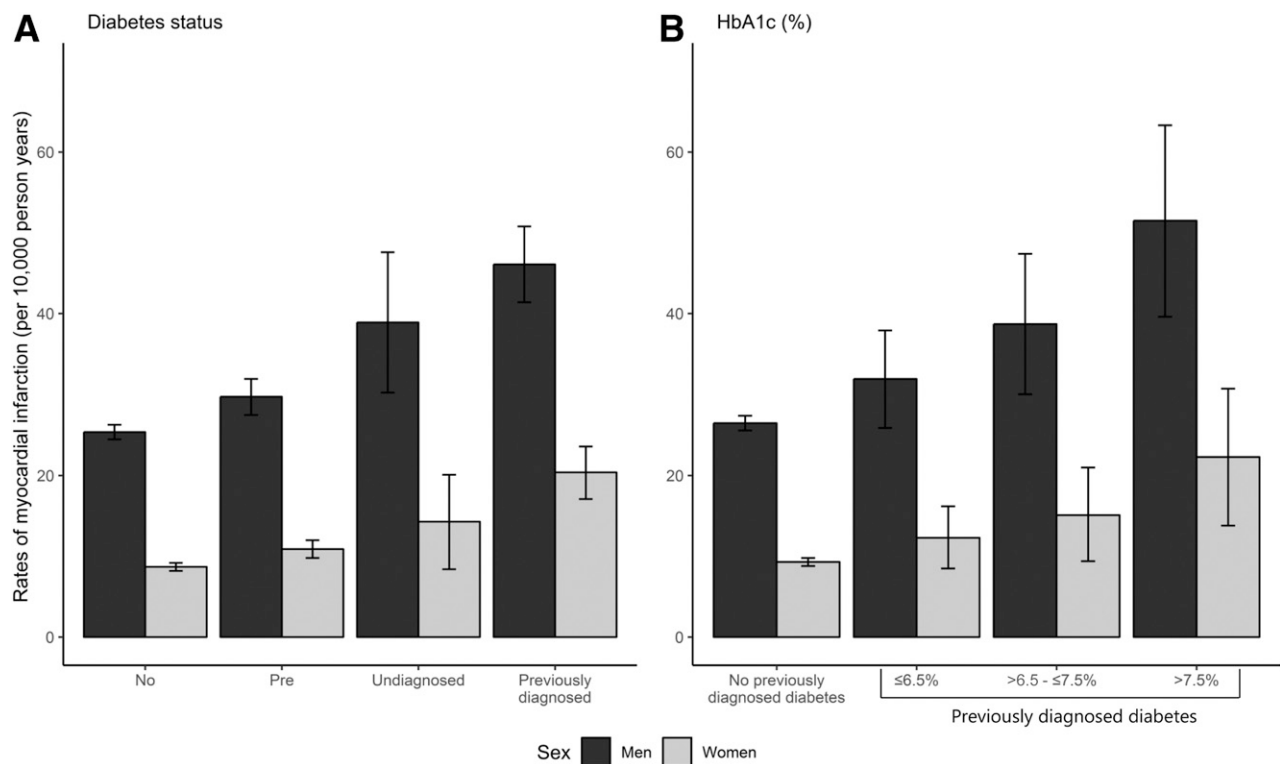 A Diabetes status
B HbA1c (%)
Rates of myocardial infarction (per 10,000 person years)
60
40
20
0
No
Pre
Undiagnosed
Previously
diagnosed
60
40
20
0
No previously
diagnosed diabetes
≤6.5%
>6.5 - ≤7.5%
>7.5%
Previously diagnosed diabetes
Sex Men Women